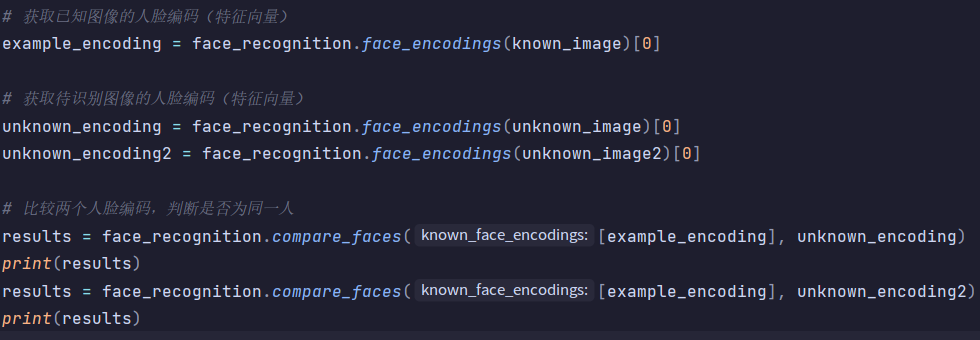 # 获取已知图像的人脸编码（特征向量）
example_encoding = face_recognition.face_encodings(known_image)[0]
# 获取待识别图像的人脸编码（特征向量）
unknown_encoding = face_recognition.face_encodings(unknown_image)[0]
unknown_encoding2 = face_recognition.face_encodings(unknown_image2)[0]
# 比较两个人脸编码，判断是否为同一人
results = face_recognition.compare_faces( known_face_encodings: [example_encoding], unknown_encoding)
print(results)
results = face_recognition.compare_faces( known_face_encodings: [example_encoding], unknown_encoding2)
print(results)